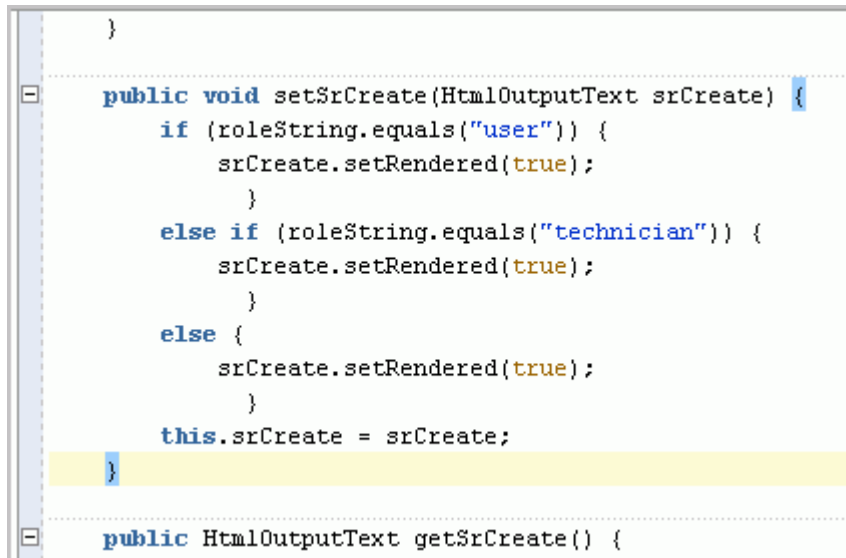 }
public void setSrCreate(HtmlOutputText srCreate) {
if (roleString.equals("user")) {
srCreate.setRendered(true);
}
else if (roleString.equals("technician")) {
srCreate.setRendered(true);
}
else {
srCreate.setRendered(true);
}
this.srCreate = srCreate;
}
public HtmlOutputText getSrCreate() {